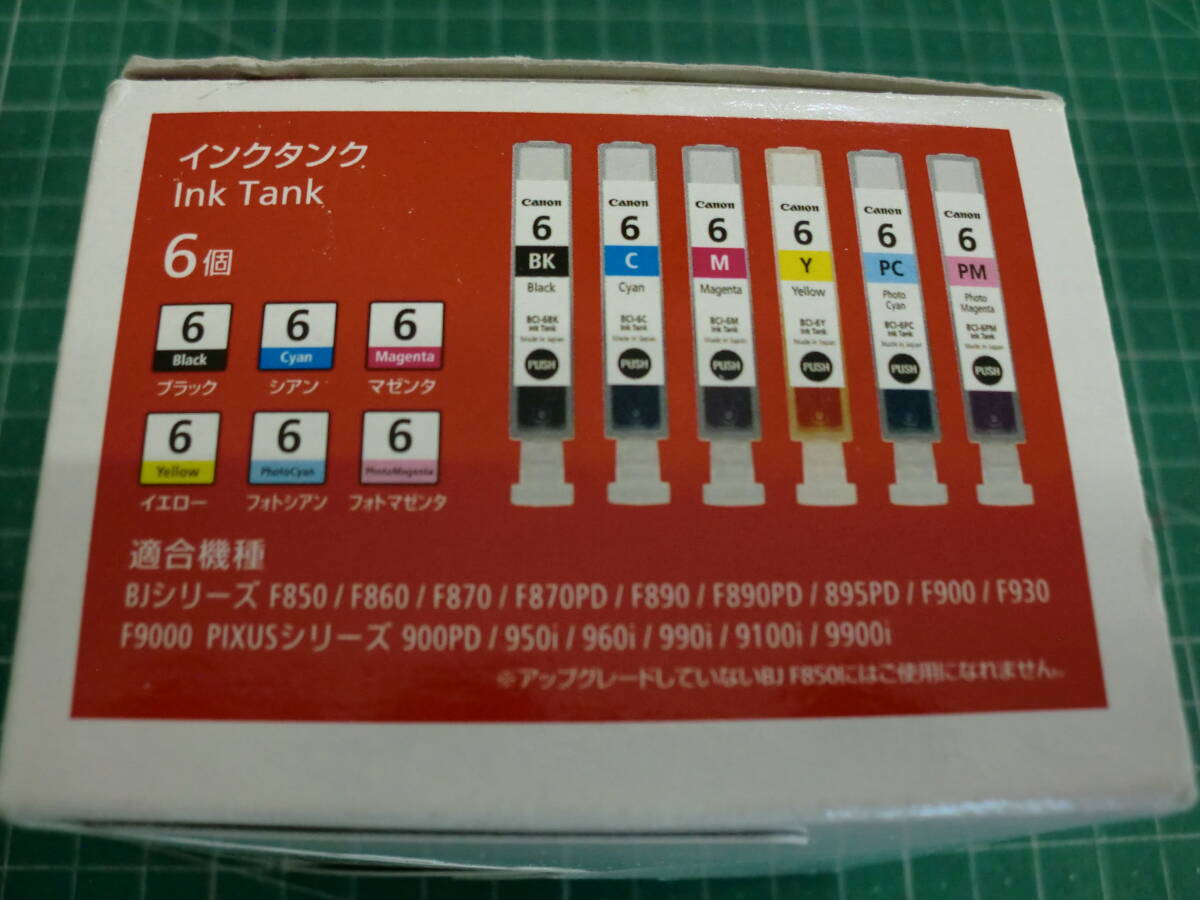 インクタンク
Ink Tank
6個
6 6 6
Black Cyan Magenta
ブラック シアン マゼンタ
6 6 6
Yellow PhotoCyan PhotoMagenta
イエロー フォトシアン フォトマゼンタ
Canon Canon Canon Canon Canon Canon
6 6 6 6 6 6
BK C M Y PC PM
Black Cyan Magenta Yellow Photo Cyan Photo Magenta
BCI-6BK BCI-6C BCI-6M BCI-6Y BCI-6PC BCI-6PM
Ink Tank Ink Tank Ink Tank Ink Tank Ink Tank Ink Tank
Made in Japan Made in Japan Made in Japan Made in Japan Made in Japan Made in Japan
PUSH PUSH PUSH PUSH PUSH PUSH
適合機種
BJシリーズ F850 / F860 / F870 / F870PD / F890 / F890PD / 895PD / F900 / F930
F9000 PIXUSシリーズ 900PD / 950i / 960i / 990i / 9100i / 9900i
※アップグレードしていないBJ F850にはご使用になれません。